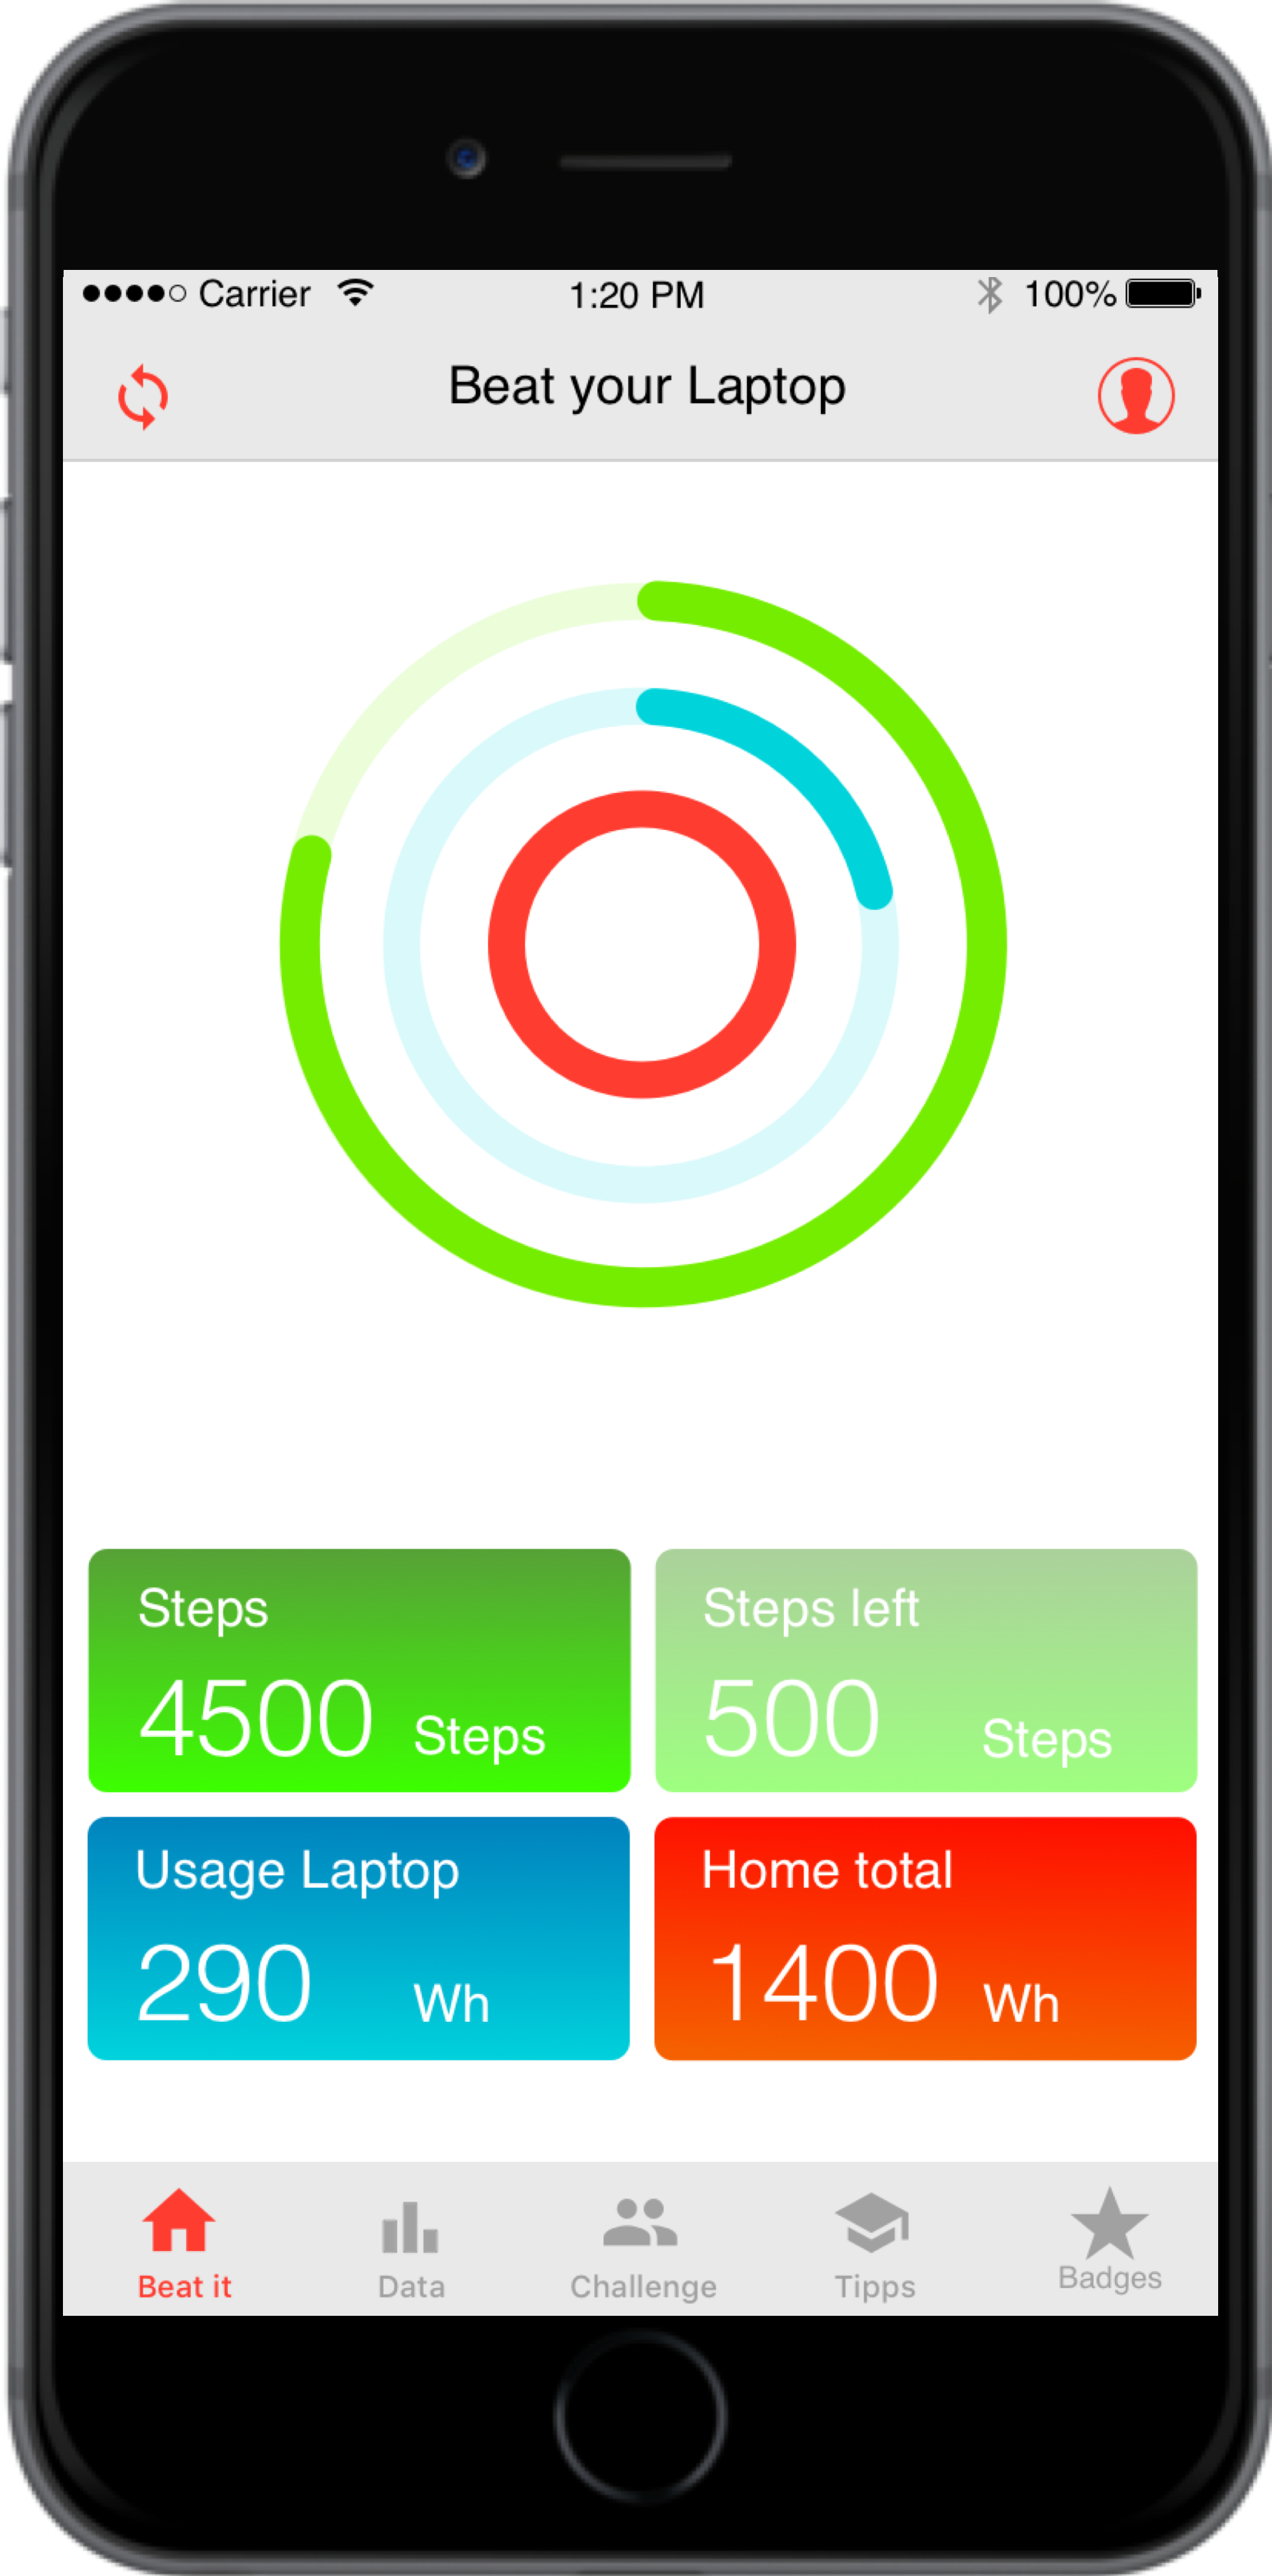 Carrier 1:20 PM 100%
Beat your Laptop
Steps
4500 Steps
Steps left
500 Steps
Usage Laptop
290 Wh
Home total
1400 Wh
Beat it Data Challenge Tipps Badges